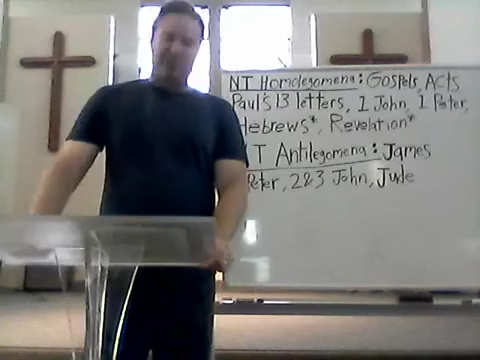 NT Homolegomena: Gospels, Acts
Paul's 13 letters, 1 John, 1 Peter,
Hebrews*, Revelation*
T Antilegomena: James
Peter, 2&3 John, Jude